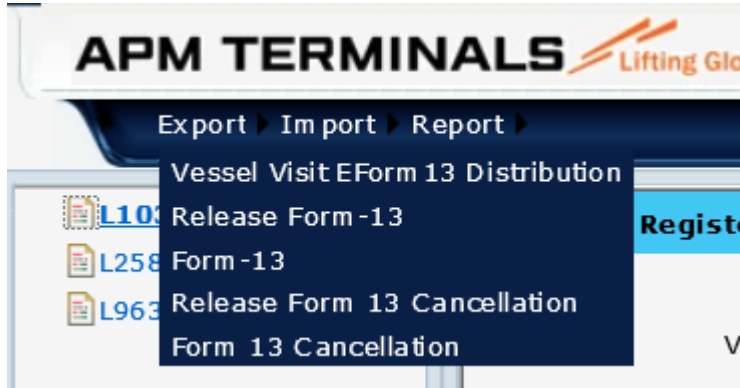 APM TERMINALS Lifting Glo
Export Import Report
Vessel Visit EForm 13 Distribution
L103 Release Form-13
Registe
L258 Form-13
L963 Release Form 13 Cancellation
Form 13 Cancellation
V